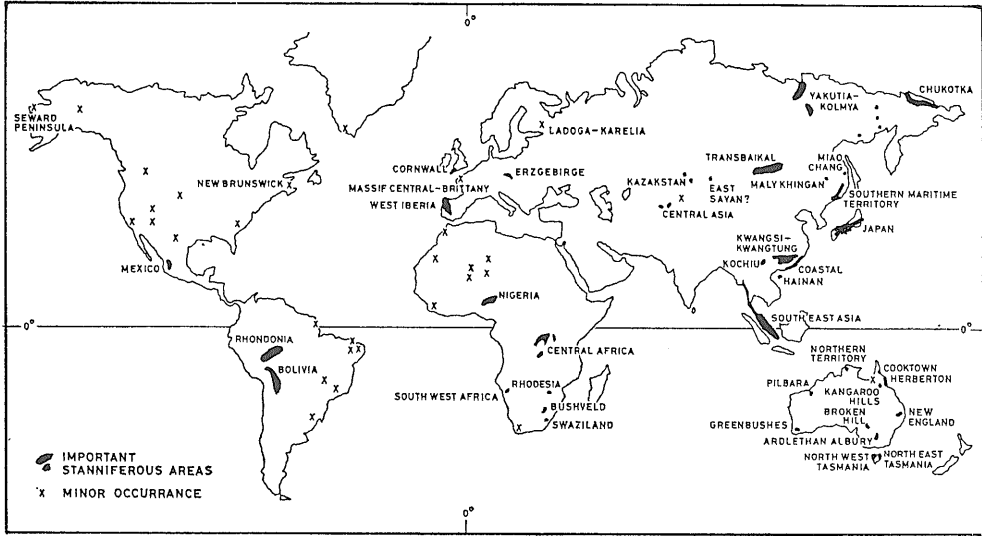 0°
CHUKOTKA
YAKUTIA-
KOLMYA
SEWARD
PENINSULA
LADOGA-KARELIA
CORNWALL
ERZGEBIRGE
TRANSBAIKAL
MIAO
CHANG
NEW BRUNSWICK
MASSIF CENTRAL-BRITTANY
KAZAKSTAN
EAST
SAYAN?
MALY KHINGAN
SOUTHERN MARITIME
TERRITORY
WEST IBERIA
CENTRAL ASIA
JAPAN
KWANGSI-
KWANGTUNG
MEXICO
KOCHIU
COASTAL
HAINAN
NIGERIA
SOUTH EAST ASIA
0°
0°
RHONDONIA
CENTRAL AFRICA
NORTHERN
TERRITORY
BOLIVIA
COOKTOWN
HERBERTON
PILBARA
KANGAROO
HILLS
SOUTH WEST AFRICA
RHODESIA
BUSHVELD
BROKEN
HILL
NEW
ENGLAND
SWAZILAND
GREENBUSHES
ARDLETHAN ALBURY
NORTH WEST
TASMANIA
NORTH EAST
TASMANIA
IMPORTANT
STANNIFEROUS AREAS
x MINOR OCCURRANCE
0°